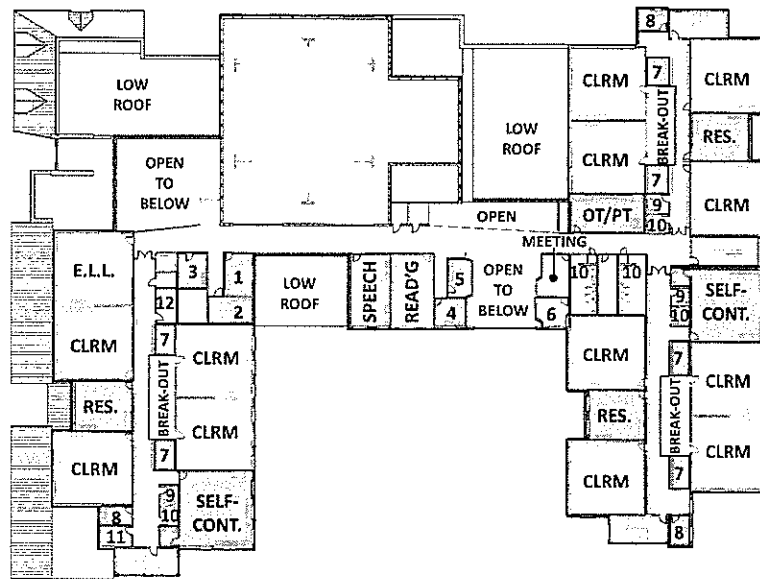 8
LOW
ROOF
CLRM
7
CLRM
BREAK-OUT
LOW
ROOF
RES.
OPEN
TO
BELOW
CLRM
7
CLRM
OPEN
OT/PT
9
10
MEETING
E.L.L.
3
1
LOW
ROOF
SPEECH
READ'G
5
OPEN
TO
BELOW
10
10
9
10
SELF-
CONT.
12
2
4
6
7
CLRM
CLRM
7
CLRM
CLRM
BREAK-OUT
RES.
CLRM
RES.
BREAK-OUT
CLRM
CLRM
7
SELF-
CONT.
CLRM
7
9
10
8
11
8